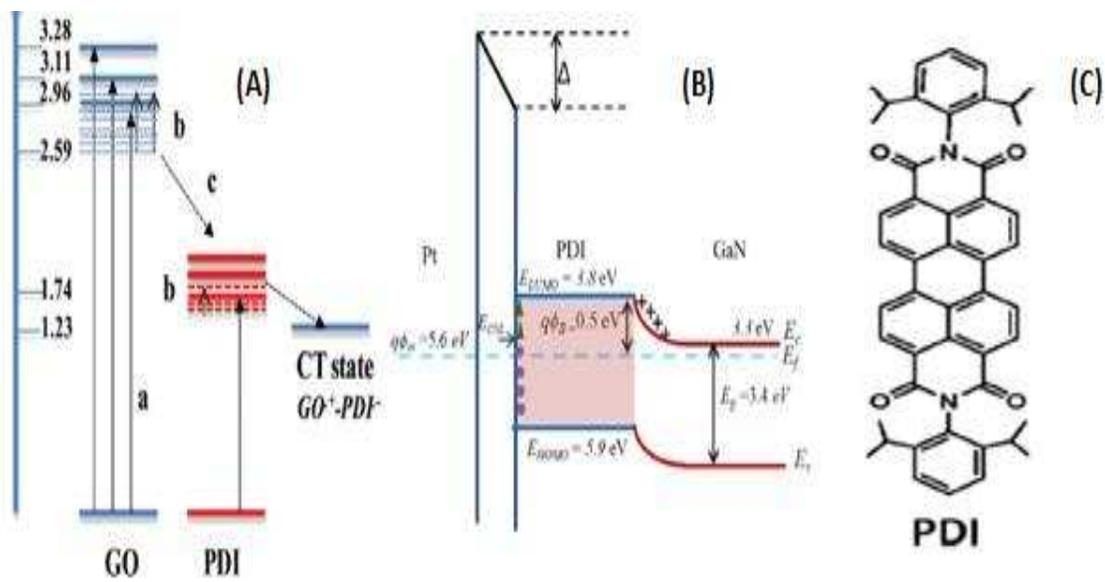 3.28
3.11
2.96
2.59
1.74
1.23
(A)
b
c
b
a
CT state
GO⁺-PDI⁻
GO
PDI
(B)
Δ
Pt
PDI
GaN
E_LUMO = 3.8 eV
qϕ_B=0.5 eV
E_CNL
qϕ_m = 5.6 eV
3.3 eV
E_c
E_f
E_g = 3.4 eV
E_HOMO = 5.9 eV
E_v
(C)
N
O
O
O
O
N
PDI